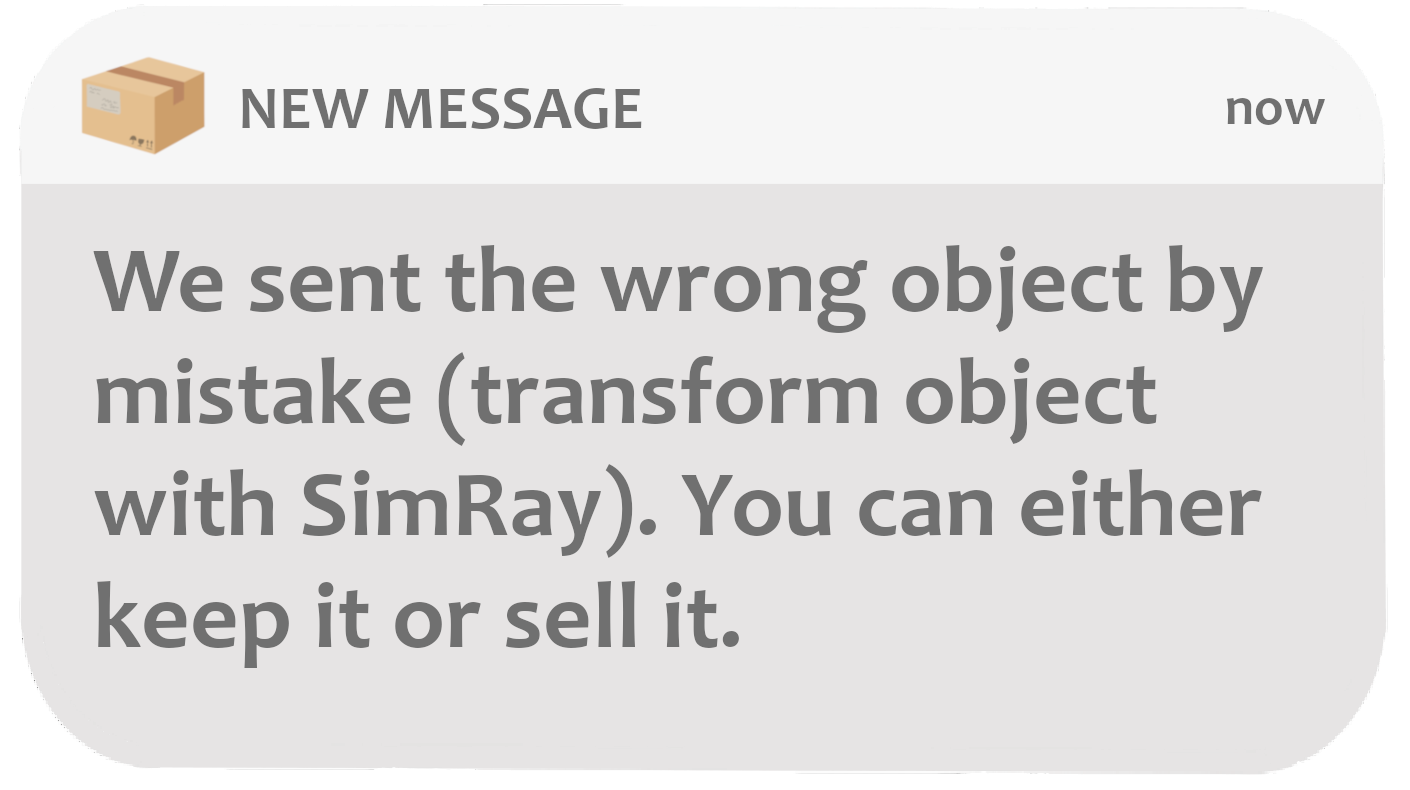 NEW MESSAGE
now
We sent the wrong object by
mistake (transform object
with SimRay). You can either
keep it or sell it.